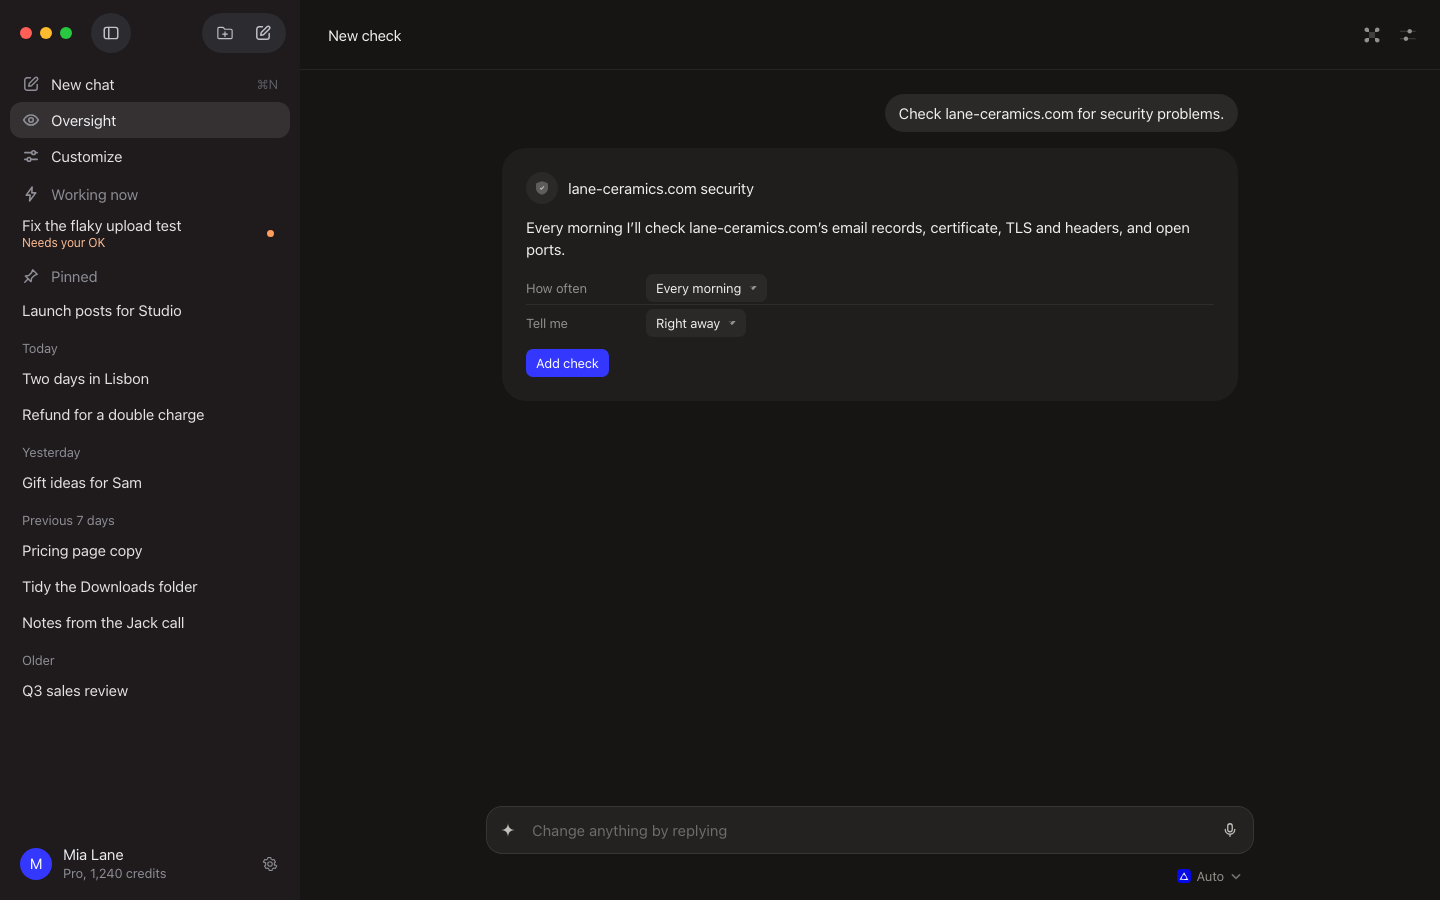 New check
New chat
⌘N
Oversight
Customize
Working now
Fix the flaky upload test
Needs your OK
Pinned
Launch posts for Studio
Today
Two days in Lisbon
Refund for a double charge
Yesterday
Gift ideas for Sam
Previous 7 days
Pricing page copy
Tidy the Downloads folder
Notes from the Jack call
Older
Q3 sales review
M
Mia Lane
Pro, 1,240 credits
Check lane-ceramics.com for security problems.
lane-ceramics.com security
Every morning I’ll check lane-ceramics.com’s email records, certificate, TLS and headers, and open
ports.
How often
Every morning
Tell me
Right away
Add check
Change anything by replying
Auto